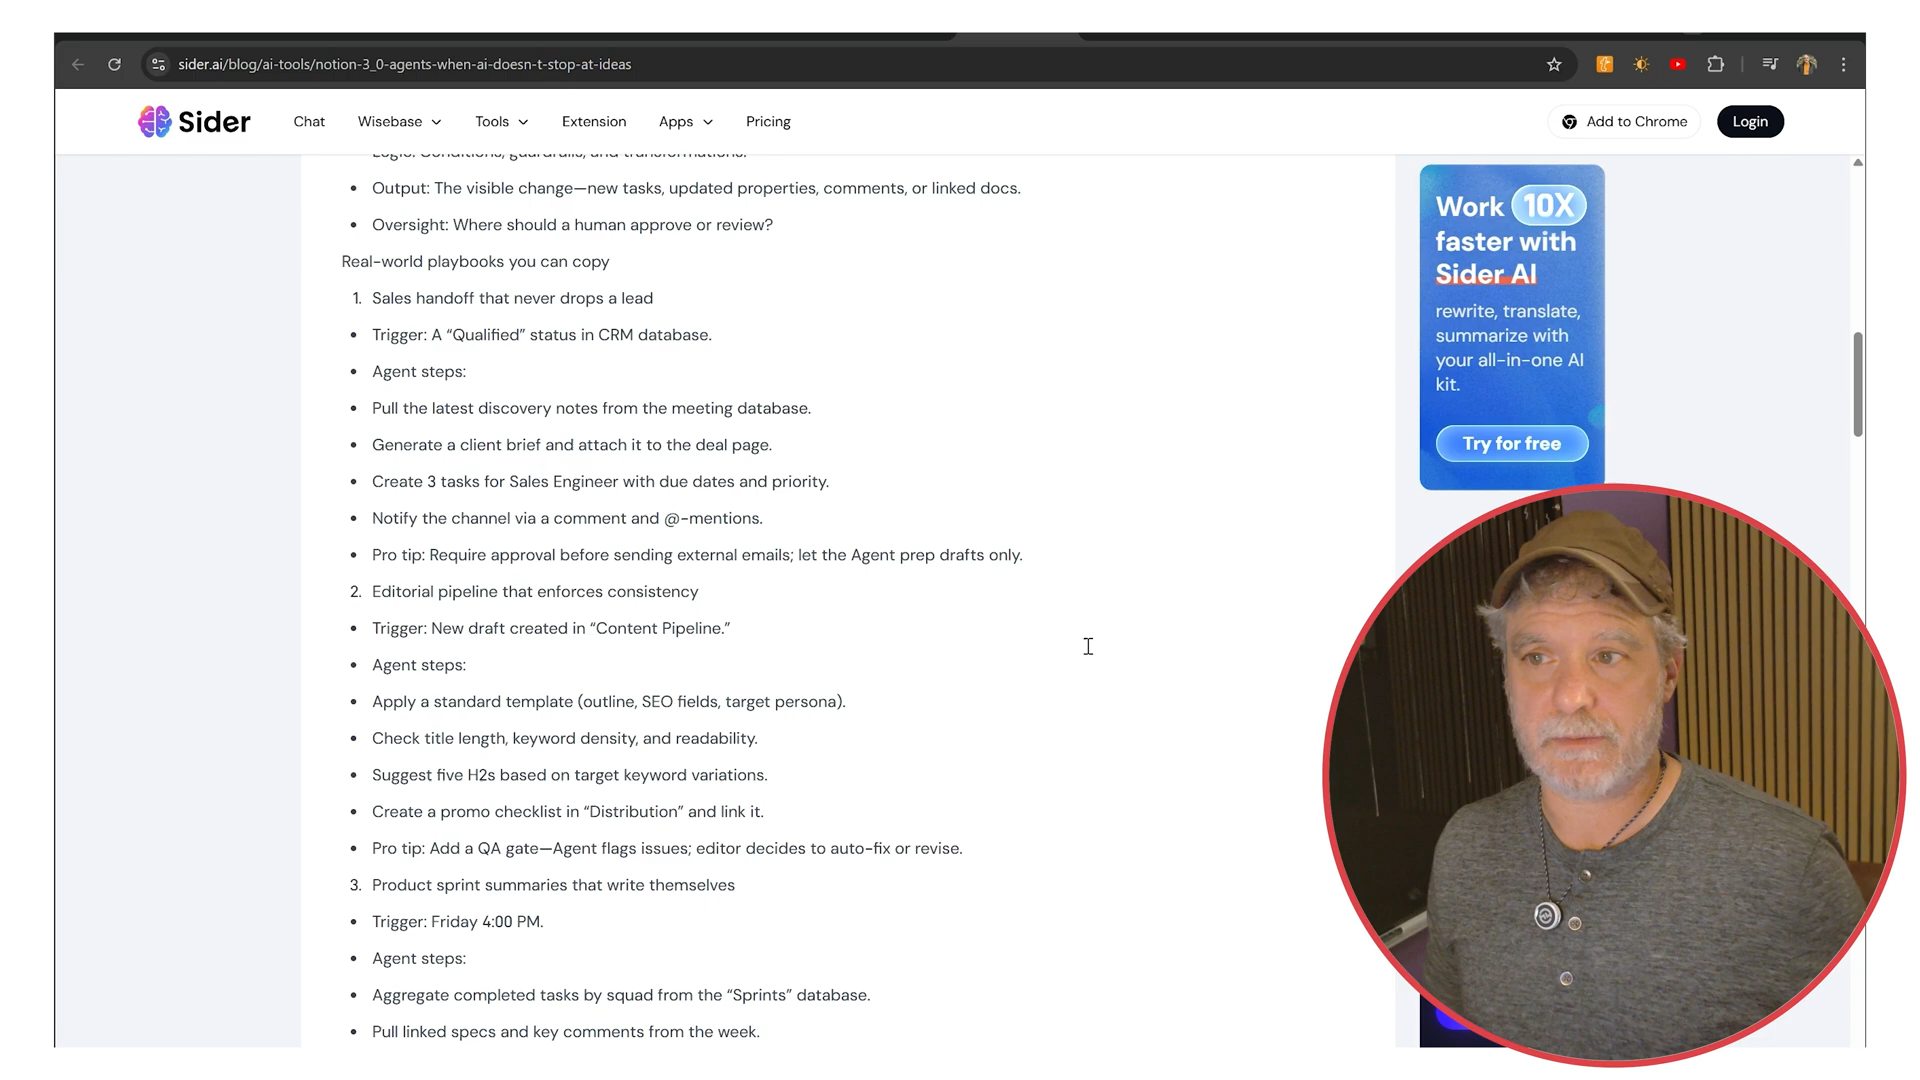 sider.ai/blog/ai-tools/notion-3_0-agents-when-ai-doesn-t-stop-at-ideas
Sider
Chat
Wisebase
Tools
Extension
Apps
Pricing
Add to Chrome
Login
Logic: Conditions, guardrails, and transformations.
• Output: The visible change—new tasks, updated properties, comments, or linked docs.
• Oversight: Where should a human approve or review?
Real-world playbooks you can copy
1. Sales handoff that never drops a lead
• Trigger: A “Qualified” status in CRM database.
• Agent steps:
• Pull the latest discovery notes from the meeting database.
• Generate a client brief and attach it to the deal page.
• Create 3 tasks for Sales Engineer with due dates and priority.
• Notify the channel via a comment and @-mentions.
• Pro tip: Require approval before sending external emails; let the Agent prep drafts only.
2. Editorial pipeline that enforces consistency
• Trigger: New draft created in “Content Pipeline.”
• Agent steps:
• Apply a standard template (outline, SEO fields, target persona).
• Check title length, keyword density, and readability.
• Suggest five H2s based on target keyword variations.
• Create a promo checklist in “Distribution” and link it.
• Pro tip: Add a QA gate—Agent flags issues; editor decides to auto-fix or revise.
3. Product sprint summaries that write themselves
• Trigger: Friday 4:00 PM.
• Agent steps:
• Aggregate completed tasks by squad from the “Sprints” database.
• Pull linked specs and key comments from the week.
Work 10X
faster with
Sider AI
rewrite, translate,
summarize with
your all-in-one AI
kit.
Try for free